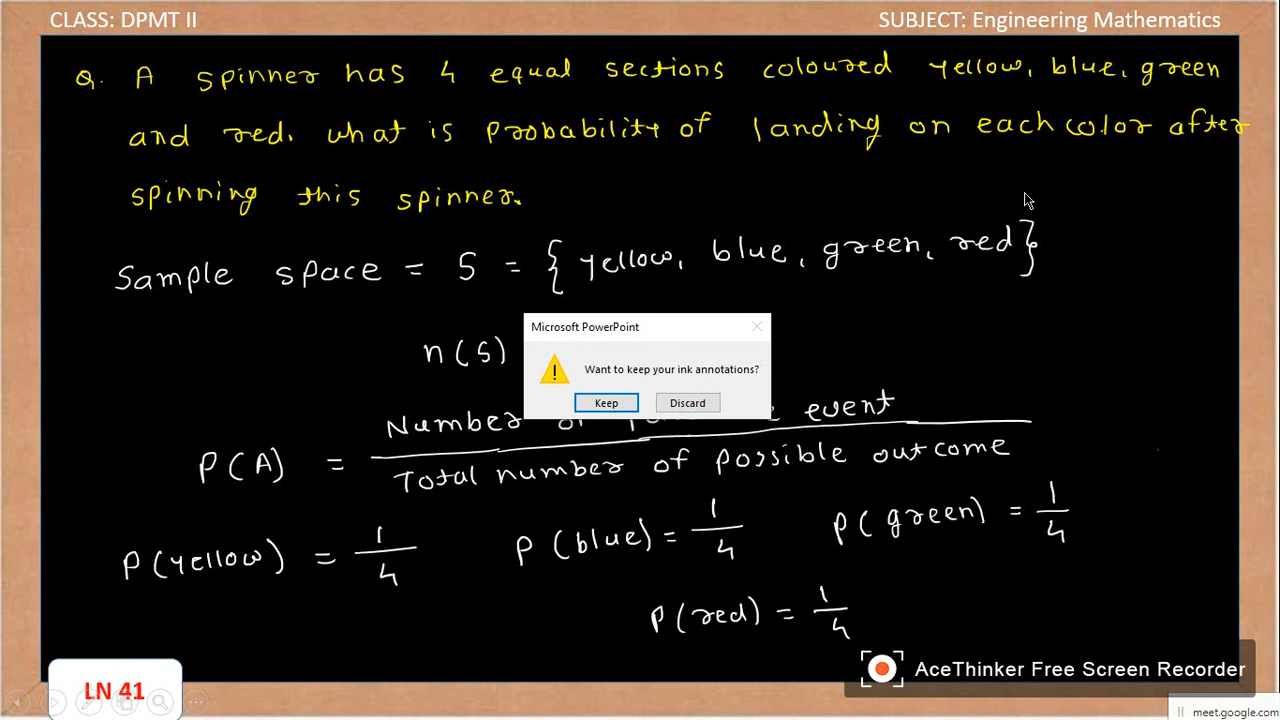 CLASS: DPMT II
SUBJECT: Engineering Mathematics
Q. A spinner has 4 equal sections coloured yellow, blue, green
and red. what is probability of landing on each color after
spinning this spinner.
Sample space = S = { yellow, blue, green, red }
n(S)
Microsoft PowerPoint
Want to keep your ink annotations?
Keep Discard
Number event
P(A) = Total number of possible outcome
P(yellow) = 1/4 P(blue) = 1/4 P(green) = 1/4
P(red) = 1/4
AceThinker Free Screen Recorder
LN 41
meet.google.com